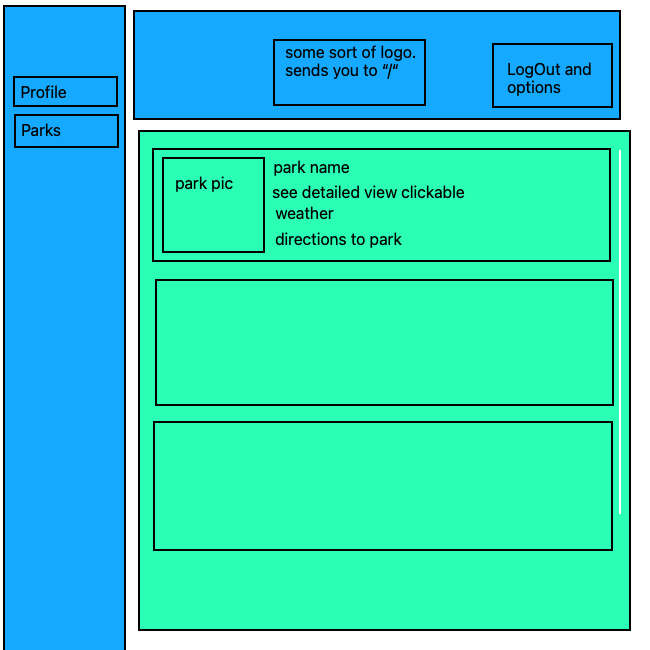 Profile
Parks
some sort of logo.
sends you to “/“
LogOut and
options
park pic
park name
see detailed view clickable
weather
directions to park